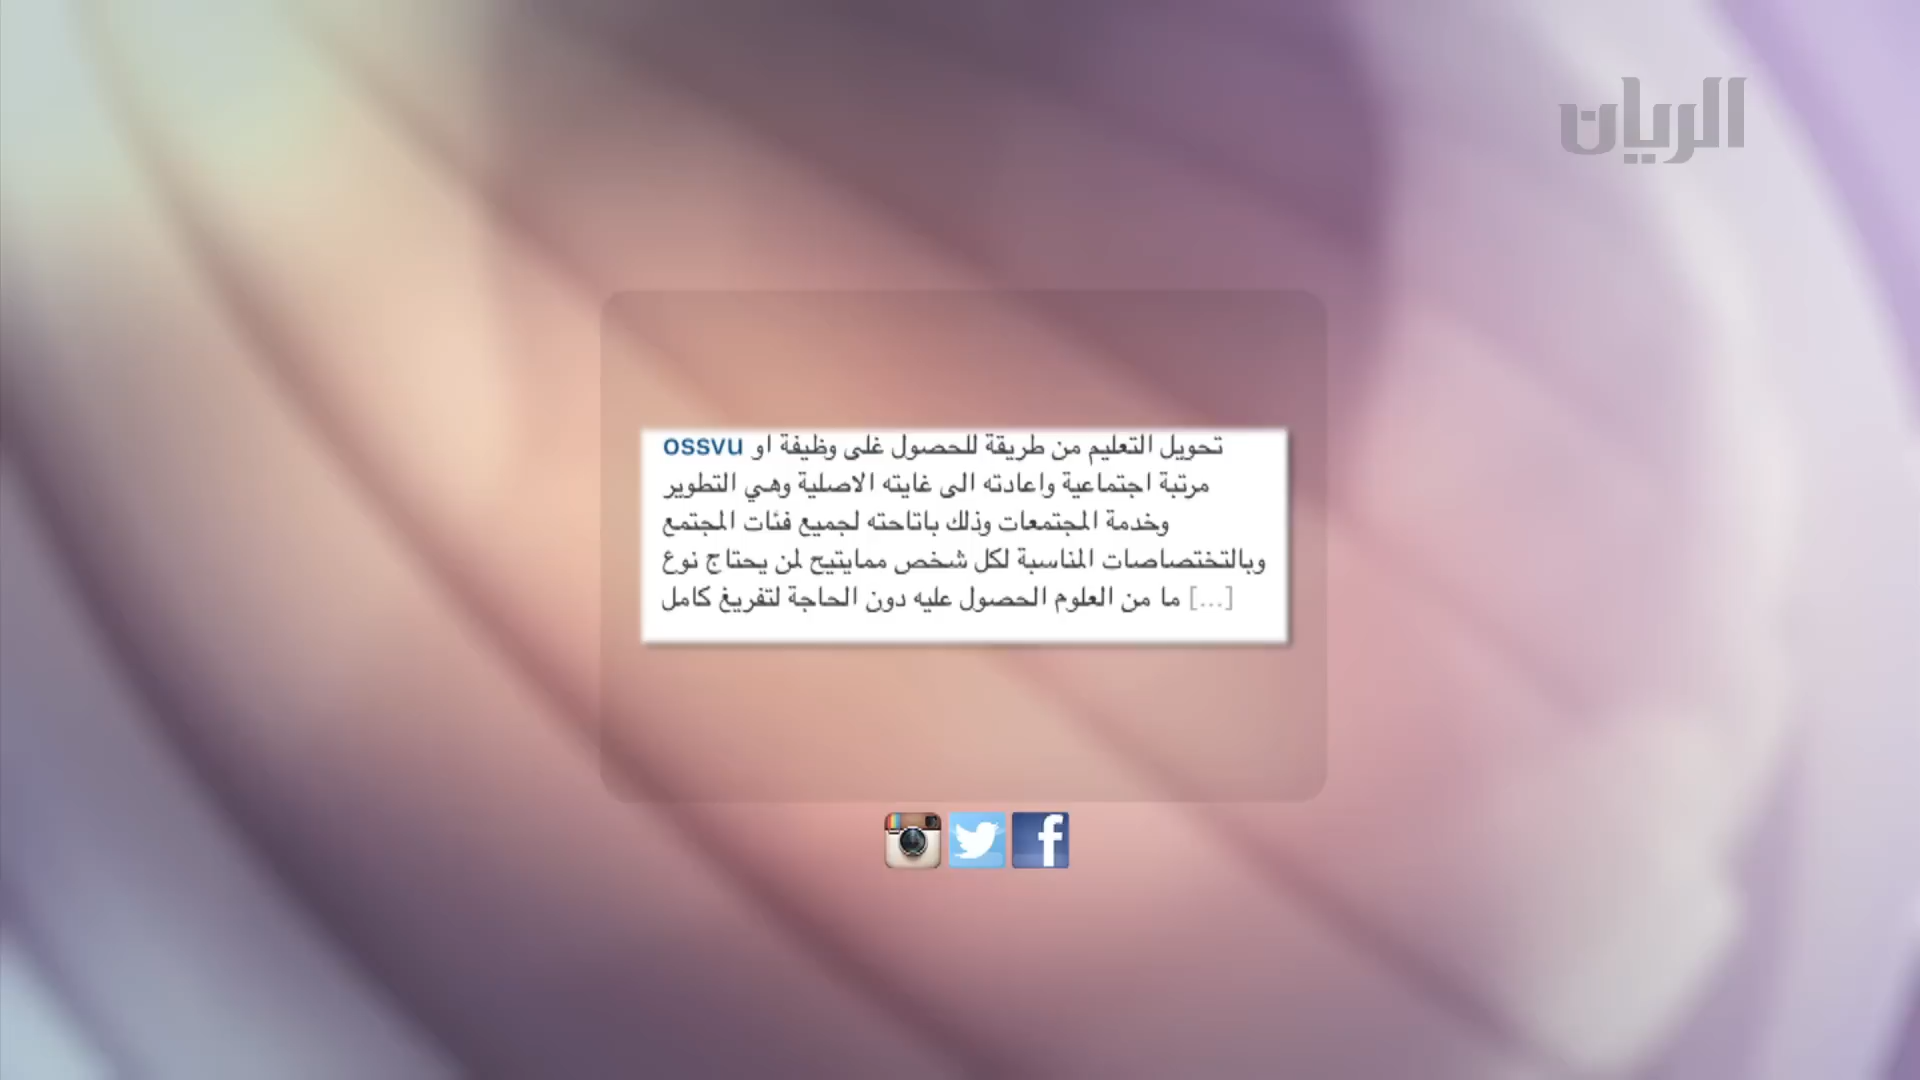 الريان
ossvu تحويل التعليم من طريقة للحصول غلى وظيفة او
مرتبة اجتماعية واعادته الى غايته الاصلية وهي التطوير
وخدمة المجتمعات وذلك باتاحته لجميع فئات المجتمع
وبالتختصاصات المناسبة لكل شخص ممايتيح لمن يحتاج نوع
ما من العلوم الحصول عليه دون الحاجة لتفريغ كامل [...]